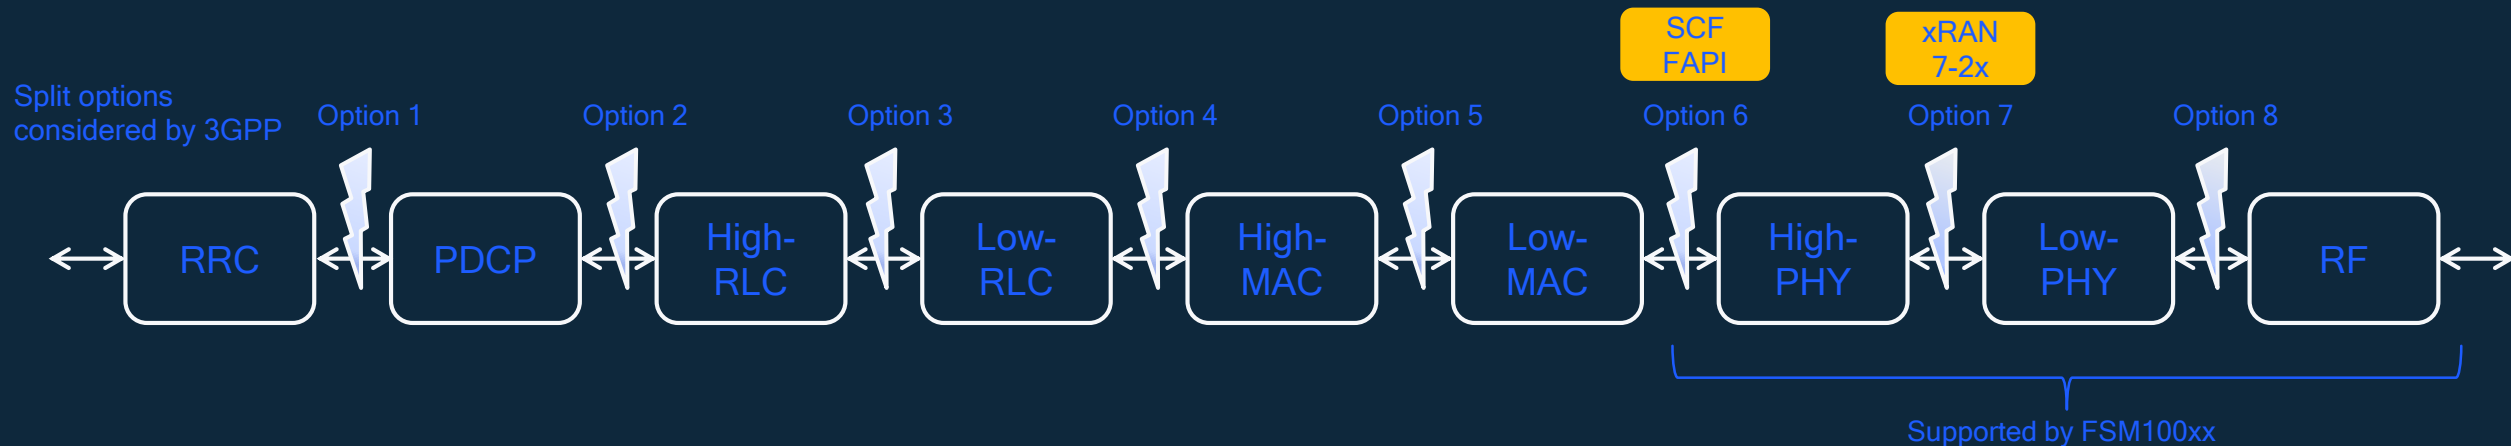 SCF
FAPI
xRAN
7-2x
Split options
considered by 3GPP
Option 1
Option 2
Option 3
Option 4
Option 5
Option 6
Option 7
Option 8
RRC
PDCP
High-
RLC
Low-
RLC
High-
MAC
Low-
MAC
High-
PHY
Low-
PHY
RF
Supported by FSM100xx